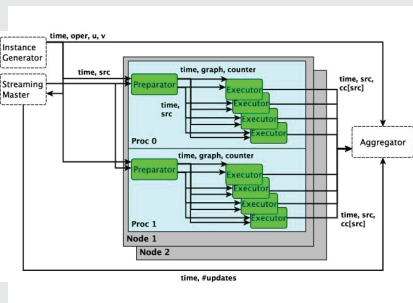 time, oper, u, v
Instance
Generator
Streaming
Master
time, src
Preparator
time, graph, counter
time,
src
Executor
Executor
Executor
Executor
Proc 0
time, src,
cc[src]
Aggregator
Preparator
time, graph, counter
Executor
Executor
Executor
Executor
Proc 1
time, src,
cc[src]
Node 1
Node 2
time, #updates